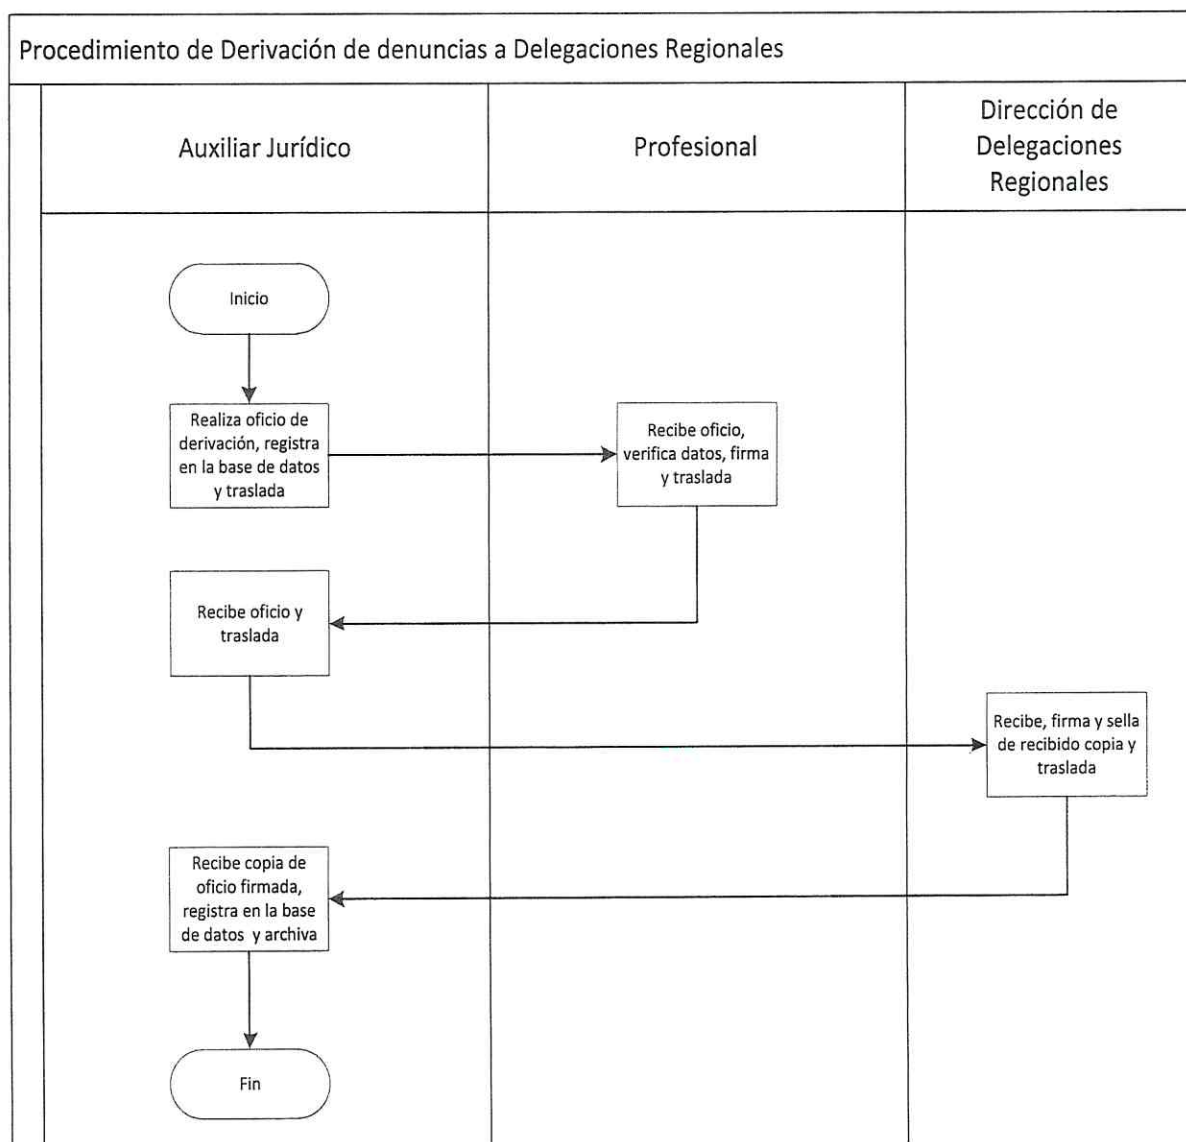 Procedimiento de Derivación de denuncias a Delegaciones Regionales
Auxiliar Jurídico
Profesional
Dirección de
Delegaciones
Regionales
Inicio
Realiza oficio de
derivación, registra
en la base de datos
y traslada
Recibe oficio,
verifica datos, firma
y traslada
Recibe oficio y
traslada
Recibe, firma y sella
de recibido copia y
traslada
Recibe copia de
oficio firmada,
registra en la base
de datos y archiva
Fin